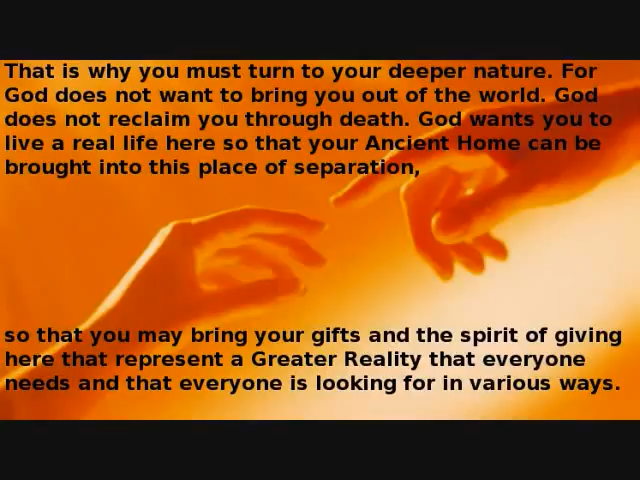 That is why you must turn to your deeper nature. For
God does not want to bring you out of the world. God
does not reclaim you through death. God wants you to
live a real life here so that your Ancient Home can be
brought into this place of separation,
so that you may bring your gifts and the spirit of giving
here that represent a Greater Reality that everyone
needs and that everyone is looking for in various ways.